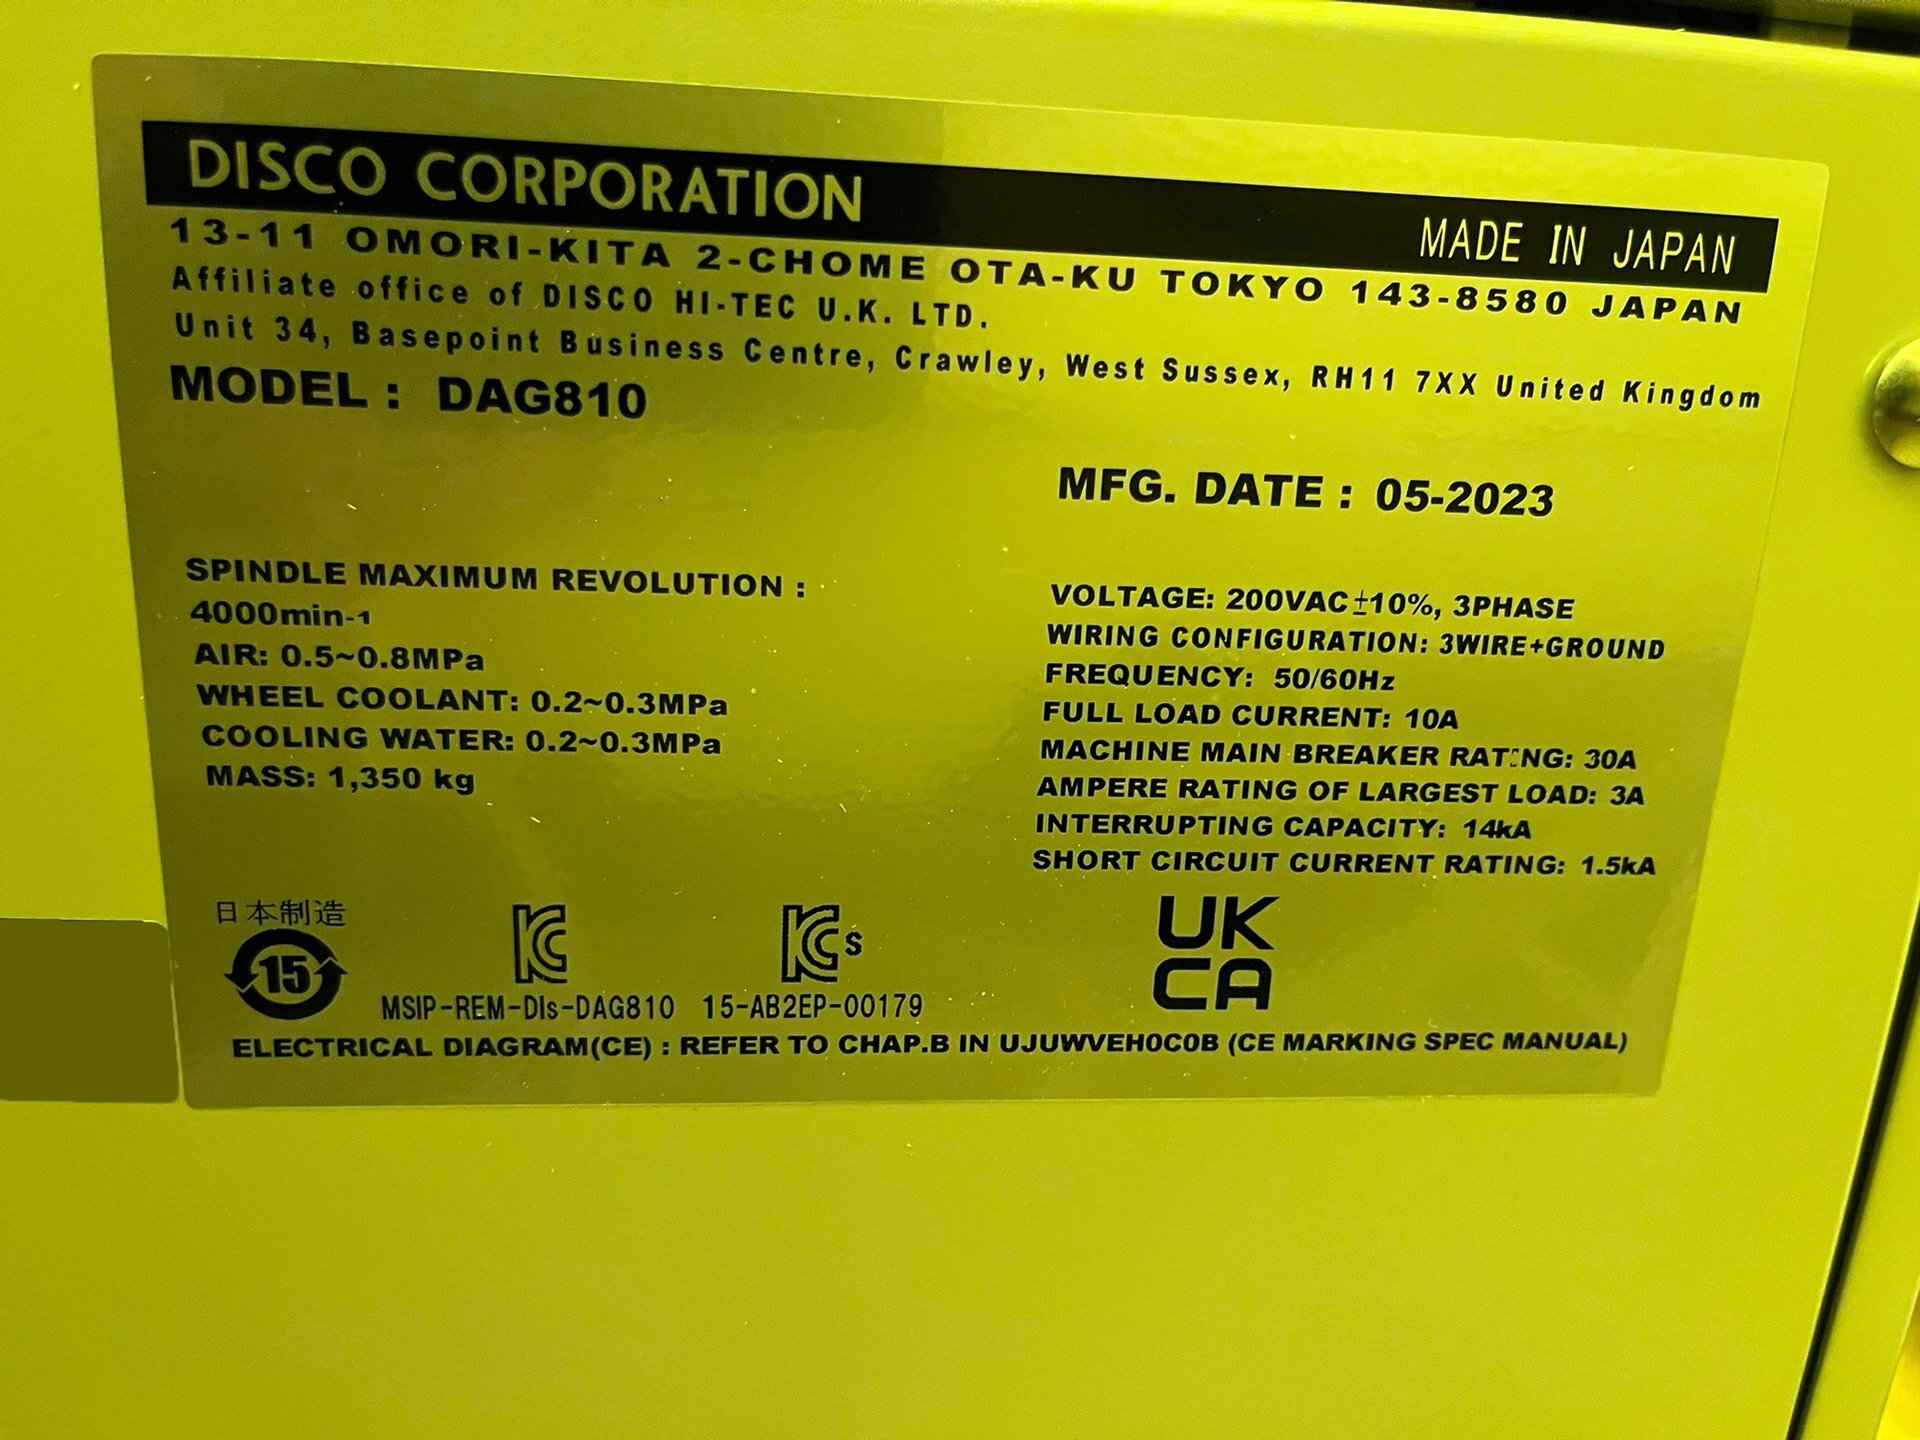 DISCO CORPORATION
MADE IN JAPAN
13-11 OMORI-KITA 2-CHOME OTA-KU TOKYO 143-8580 JAPAN
Affiliate office of DISCO HI-TEC U.K. LTD.
Unit 34, Basepoint Business Centre, Crawley, West Sussex, RH11 7XX United Kingdom
MODEL : DAG810
MFG. DATE : 05-2023
SPINDLE MAXIMUM REVOLUTION :
4000min-1
AIR: 0.5~0.8MPa
WHEEL COOLANT: 0.2~0.3MPa
COOLING WATER: 0.2~0.3MPa
MASS: 1,350 kg
VOLTAGE: 200VAC±10%, 3PHASE
WIRING CONFIGURATION: 3WIRE+GROUND
FREQUENCY: 50/60Hz
FULL LOAD CURRENT: 10A
MACHINE MAIN BREAKER RATING: 30A
AMPERE RATING OF LARGEST LOAD: 3A
INTERRUPTING CAPACITY: 14kA
SHORT CIRCUIT CURRENT RATING: 1.5kA
日本制造
15
KC
KCs
UK
CA
MSIP-REM-DIs-DAG810 15-AB2EP-00179
ELECTRICAL DIAGRAM(CE) : REFER TO CHAP.B IN UJUWVEH0C0B (CE MARKING SPEC MANUAL)